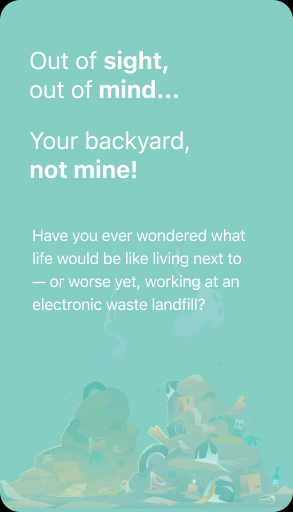 Out of sight,
out of mind...
Your backyard,
not mine!
Have you ever wondered what
life would be like living next to
— or worse yet, working at an
electronic waste landfill?